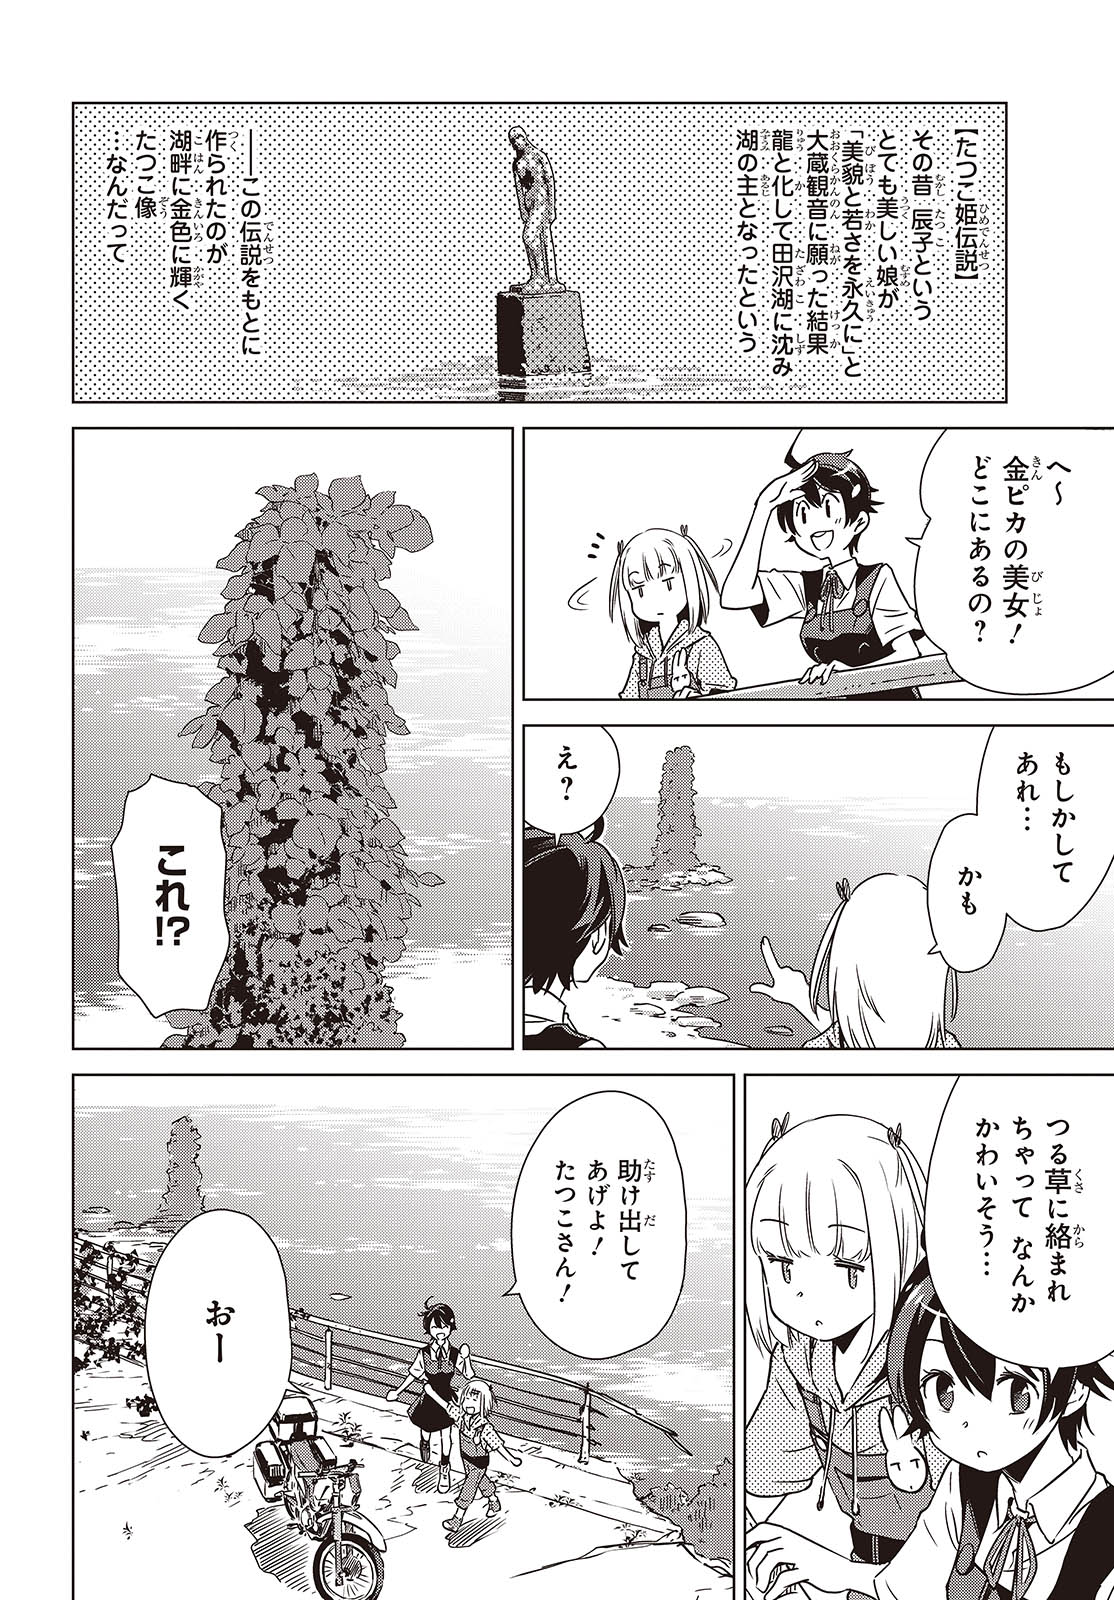 【たつこ姫伝説】
その昔 辰子という
とても美しい娘が
「美貌と若さを永久に」と
大蔵観音に願った結果
龍と化して田沢湖に沈み
湖の主となったという
――この伝説をもとに
作られたのが
湖畔に金色に輝く
たつこ像
…なんだって
へ～
金ピカの美女！
どこにあるの？
もしかして
あれ…
かも
え？
これ!?
つる草に絡まれ
ちゃって なんか
かわいそう…
助け出して
あげよ！
たつこさん！
おー